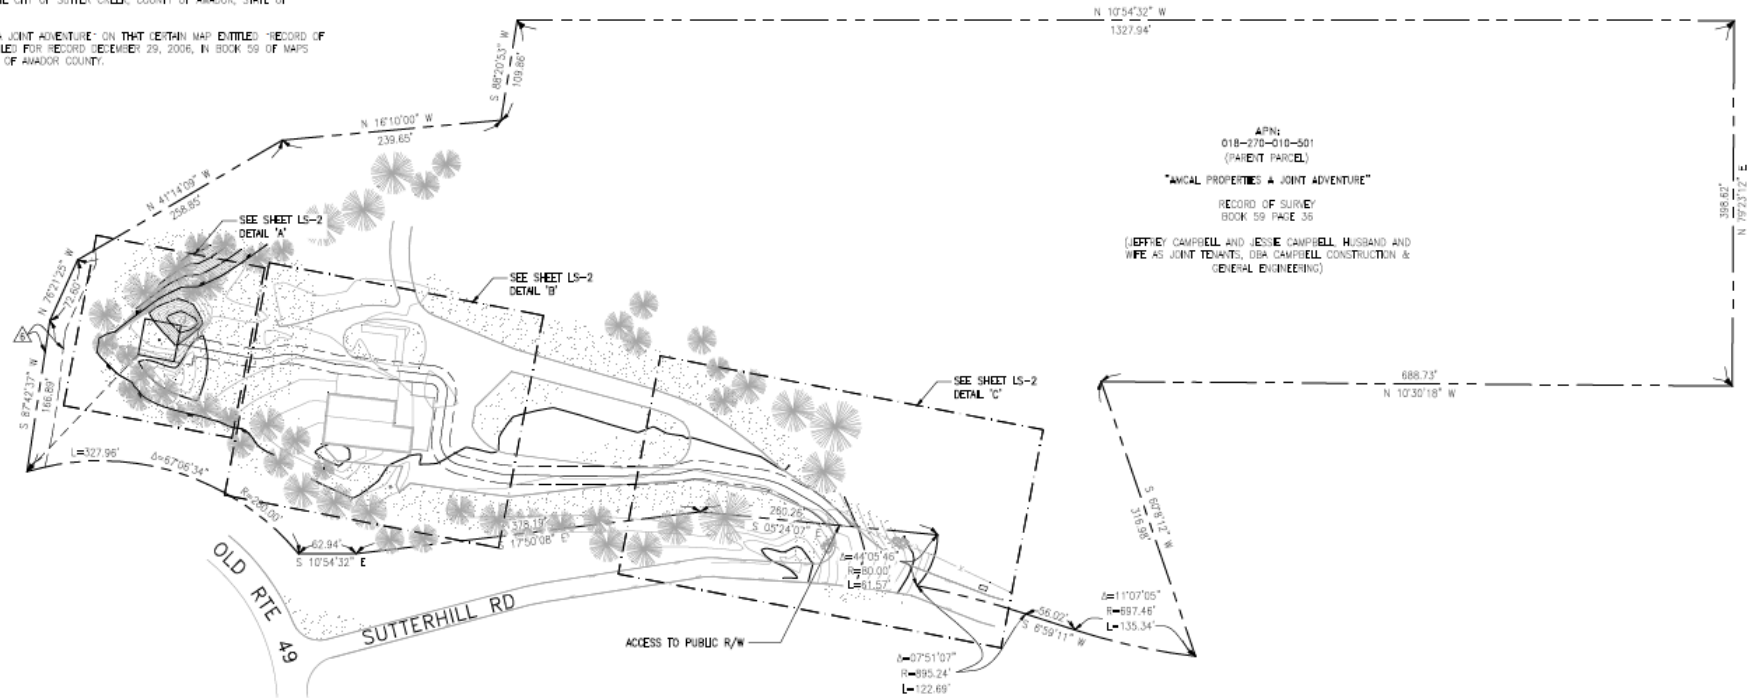 A JOINT ADVENTURE" ON THAT CERTAIN MAP ENTITLED "RECORD OF
LED FOR RECORD DECEMBER 29, 2006, IN BOOK 59 OF MAPS
OF AMADOR COUNTY.
N 10°54'32" W
1327.94'
S 88°20'53" W
109.86'
N 16°10'00" W
239.65'
N 41°14'09" W
258.85'
APN:
018-270-010-501
(PARENT PARCEL)
"AMCAL PROPERTIES A JOINT ADVENTURE"
RECORD OF SURVEY
BOOK 59 PAGE 36
(JEFFREY CAMPBELL AND JESSIE CAMPBELL, HUSBAND AND
WIFE AS JOINT TENANTS, DBA CAMPBELL CONSTRUCTION &
GENERAL ENGINEERING)
398.62'
N 79°23'12" E
SEE SHEET LS-2
DETAIL 'A'
SEE SHEET LS-2
DETAIL 'B'
N 76°21'25" W
72.60'
6
S 87°42'37" W
166.89'
SEE SHEET LS-2
DETAIL 'C'
688.73'
N 10°30'18" W
L=327.96'
Δ=67°06'34"
R=280.00'
62.94'
S 10°54'32" E
378.19'
S 17°50'08" E
260.26'
S 05°24'07" E
316.98'
Δ=44°05'46"
R=80.00'
L=61.57'
Δ=11°07'05"
R=697.46'
L=135.34'
56.02'
S 6°59'11" W
OLD RTE 49
SUTTERHILL RD
ACCESS TO PUBLIC R/W
Δ=07°51'07"
R=895.24'
L=122.69'